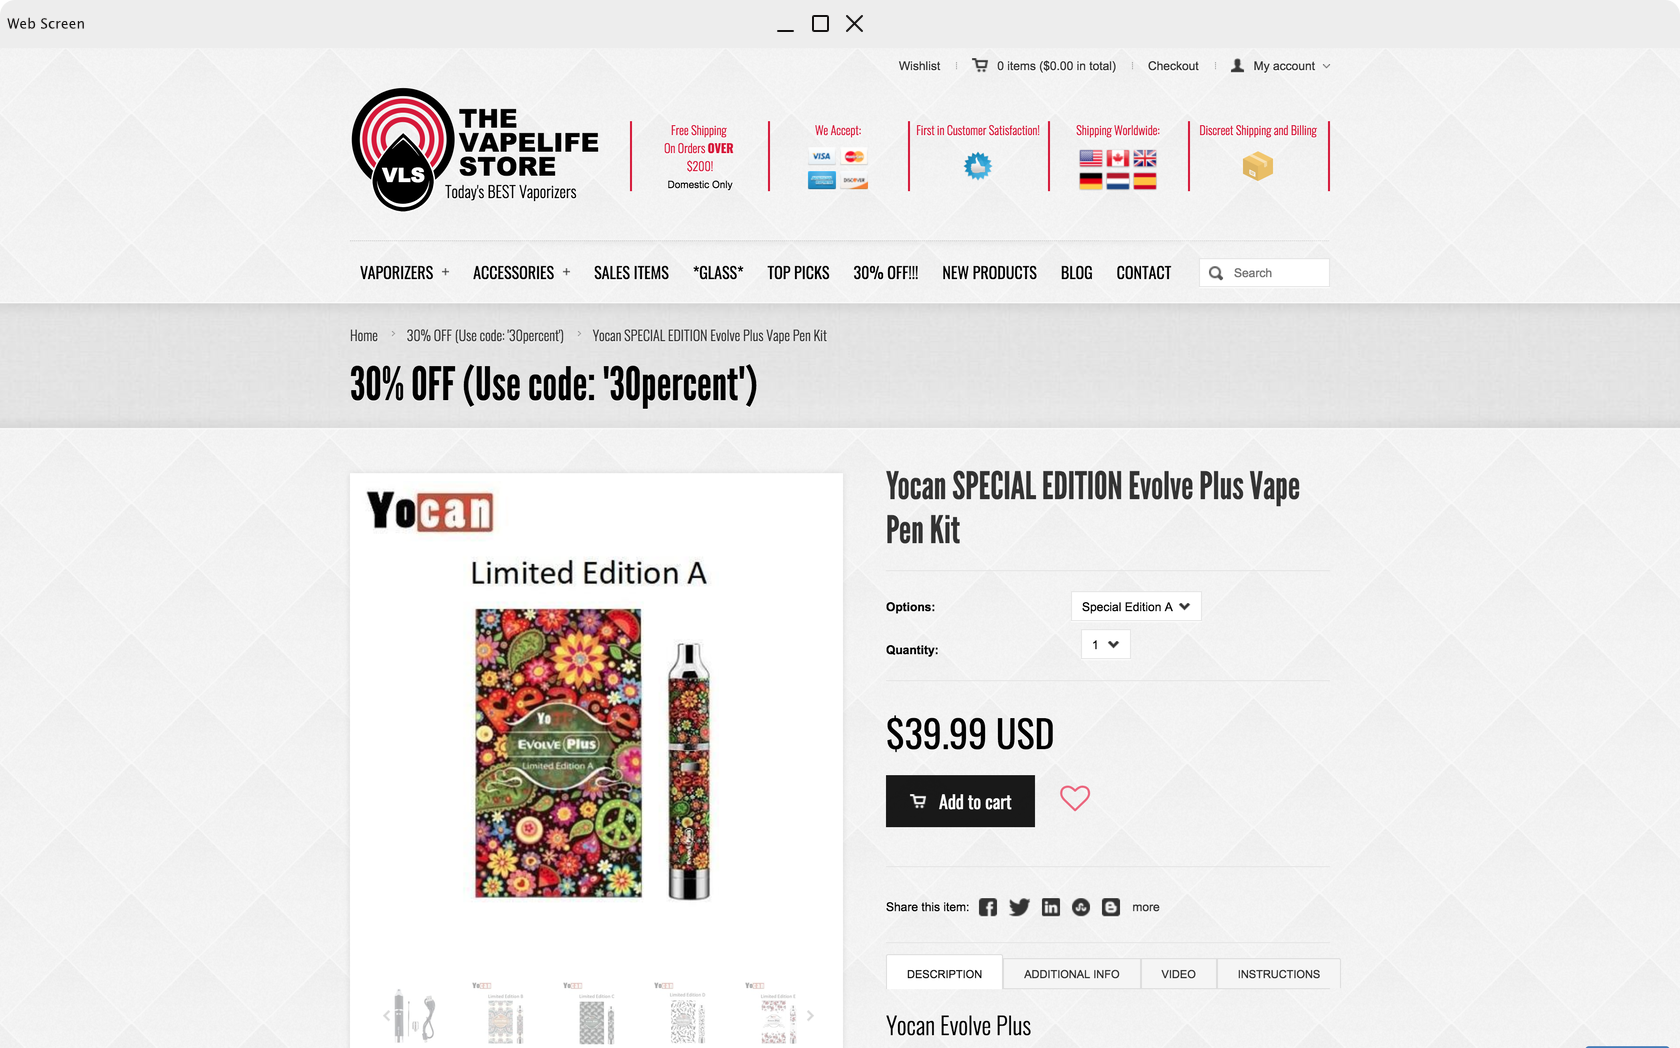 Web Screen
Wishlist
0 items ($0.00 in total)
Checkout
My account
THE
VAPELIFE
STORE
VLS
Today's BEST Vaporizers
Free Shipping
On Orders OVER
$200!
Domestic Only
We Accept:
VISA
DISCOVER
First in Customer Satisfaction!
Shipping Worldwide:
Discreet Shipping and Billing
VAPORIZERS +
ACCESSORIES +
SALES ITEMS
*GLASS*
TOP PICKS
30% OFF!!!
NEW PRODUCTS
BLOG
CONTACT
Search
Home > 30% OFF (Use code: '30percent') > Yocan SPECIAL EDITION Evolve Plus Vape Pen Kit
30% OFF (Use code: '30percent')
Yocan
Limited Edition A
Yocan
EVOLVE Plus
Limited Edition A
Yocan SPECIAL EDITION Evolve Plus Vape
Pen Kit
Options:
Special Edition A
Quantity:
1
$39.99 USD
Add to cart
Share this item:
more
DESCRIPTION
ADDITIONAL INFO
VIDEO
INSTRUCTIONS
Yocan Evolve Plus